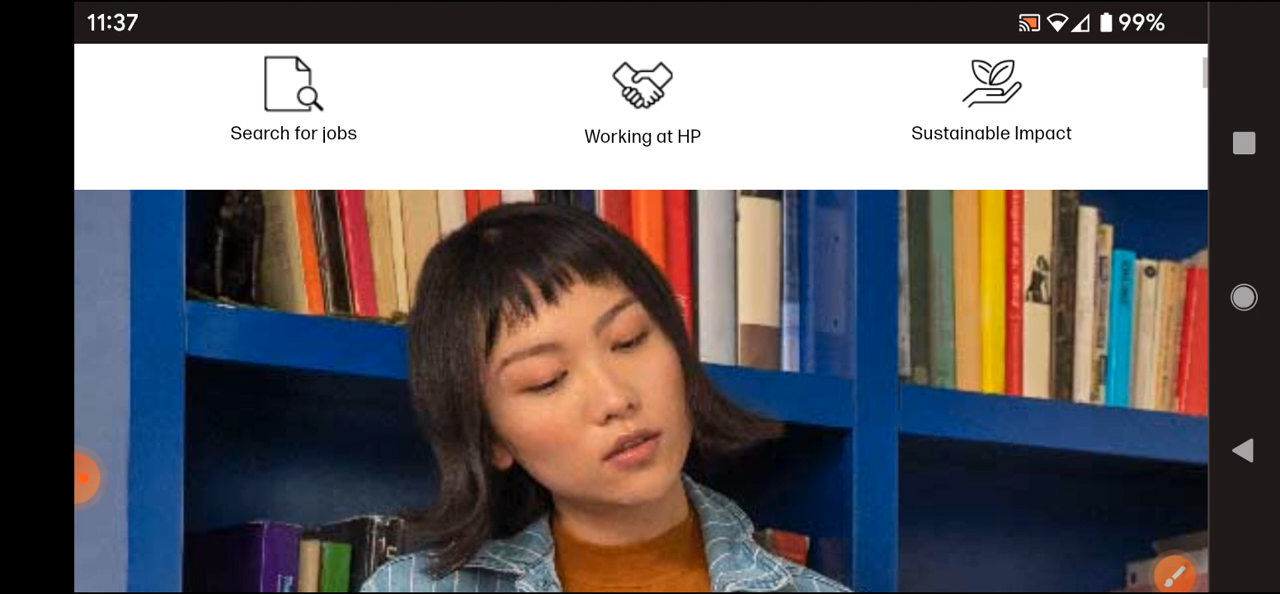 11:37
99%
Search for jobs
Working at HP
Sustainable Impact